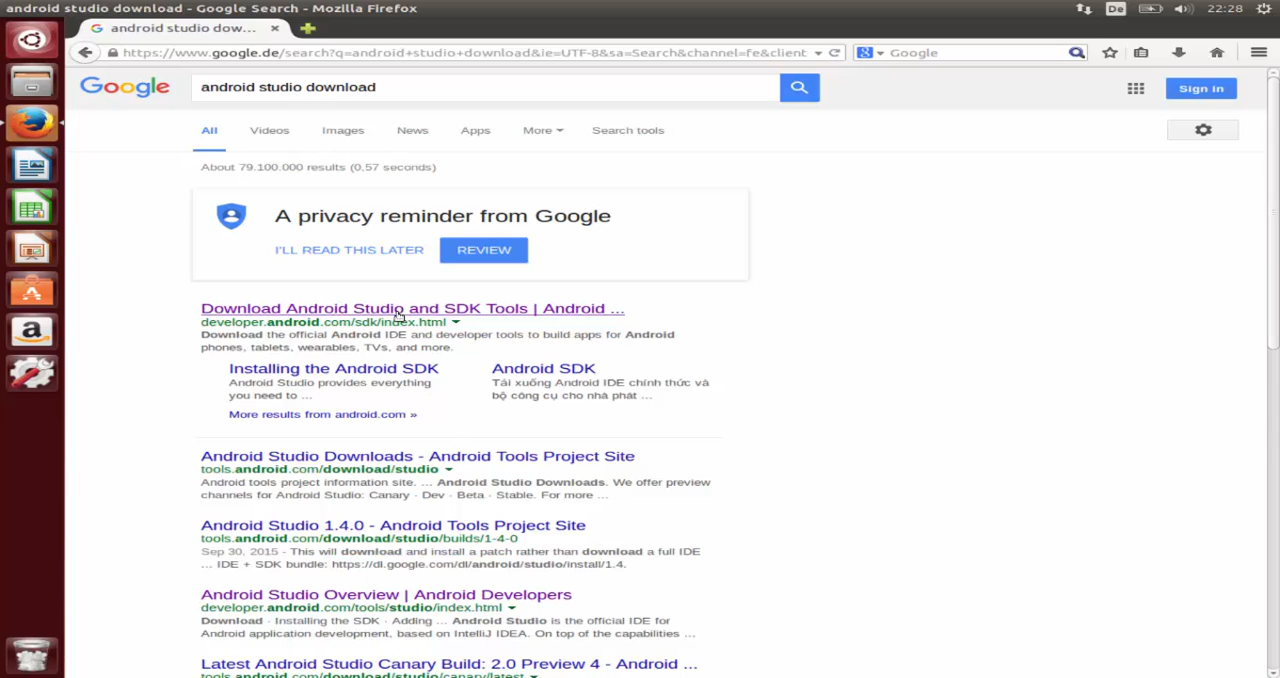 android studio download - Google Search - Mozilla Firefox
De
22:28
android studio dow...
https://www.google.de/search?q=android+studio+download&ie=UTF-8&sa=Search&channel=fe&client
Google
Google
android studio download
Sign in
All
Videos
Images
News
Apps
More
Search tools
About 79.100.000 results (0,57 seconds)
A privacy reminder from Google
I'LL READ THIS LATER
REVIEW
Download Android Studio and SDK Tools | Android ...
developer.android.com/sdk/index.html
Download the official Android IDE and developer tools to build apps for Android
phones, tablets, wearables, TVs, and more.
Installing the Android SDK
Android Studio provides everything
you need to ...
Android SDK
Tải xuống Android IDE chính thức và
bộ công cụ cho nhà phát ...
More results from android.com »
Android Studio Downloads - Android Tools Project Site
tools.android.com/download/studio
Android tools project information site. ... Android Studio Downloads. We offer preview
channels for Android Studio: Canary · Dev · Beta · Stable. For more ...
Android Studio 1.4.0 - Android Tools Project Site
tools.android.com/download/studio/builds/1-4-0
Sep 30, 2015 - This will download and install a patch rather than download a full IDE
... IDE + SDK bundle: https://dl.google.com/dl/android/studio/install/1.4.
Android Studio Overview | Android Developers
developer.android.com/tools/studio/index.html
Download · Installing the SDK · Adding ... Android Studio is the official IDE for
Android application development, based on IntelliJ IDEA. On top of the capabilities ...
Latest Android Studio Canary Build: 2.0 Preview 4 - Android ...
tools.android.com/download/studio/canary/latest